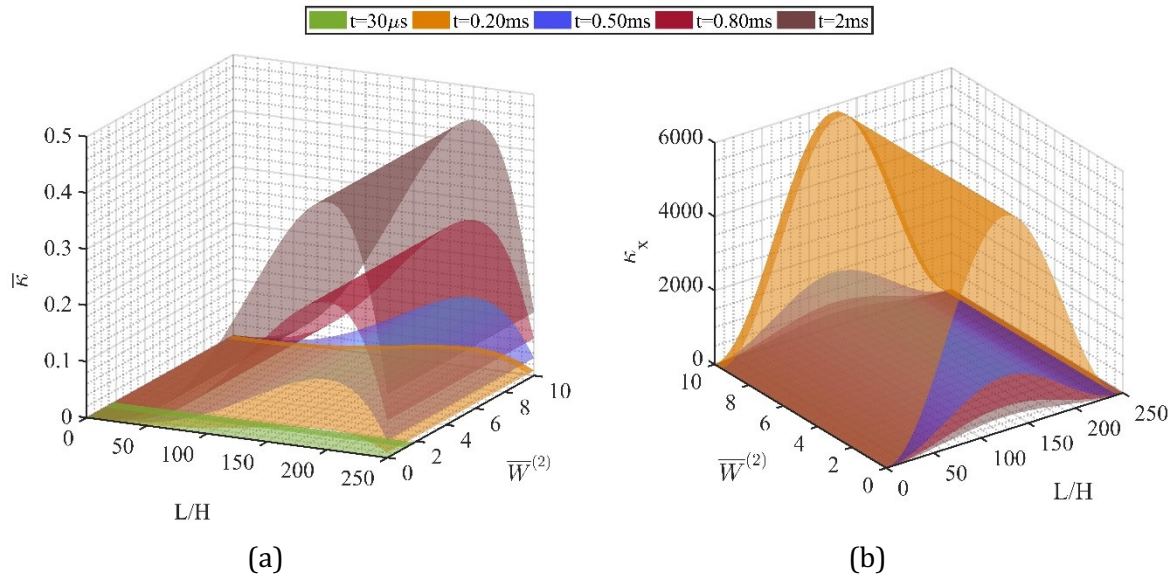 t=30μs t=0.20ms t=0.50ms t=0.80ms t=2ms
0.5
0.4
0.3
0.2
0.1
0
κ̅
0 50 100 150 200 250
L/H
0 2 4 6 8 10
W̅⁽²⁾
(a)
6000
4000
2000
0
κₓ
10 8 6 4 2 0
W̅⁽²⁾
0 50 100 150 200 250
L/H
(b)